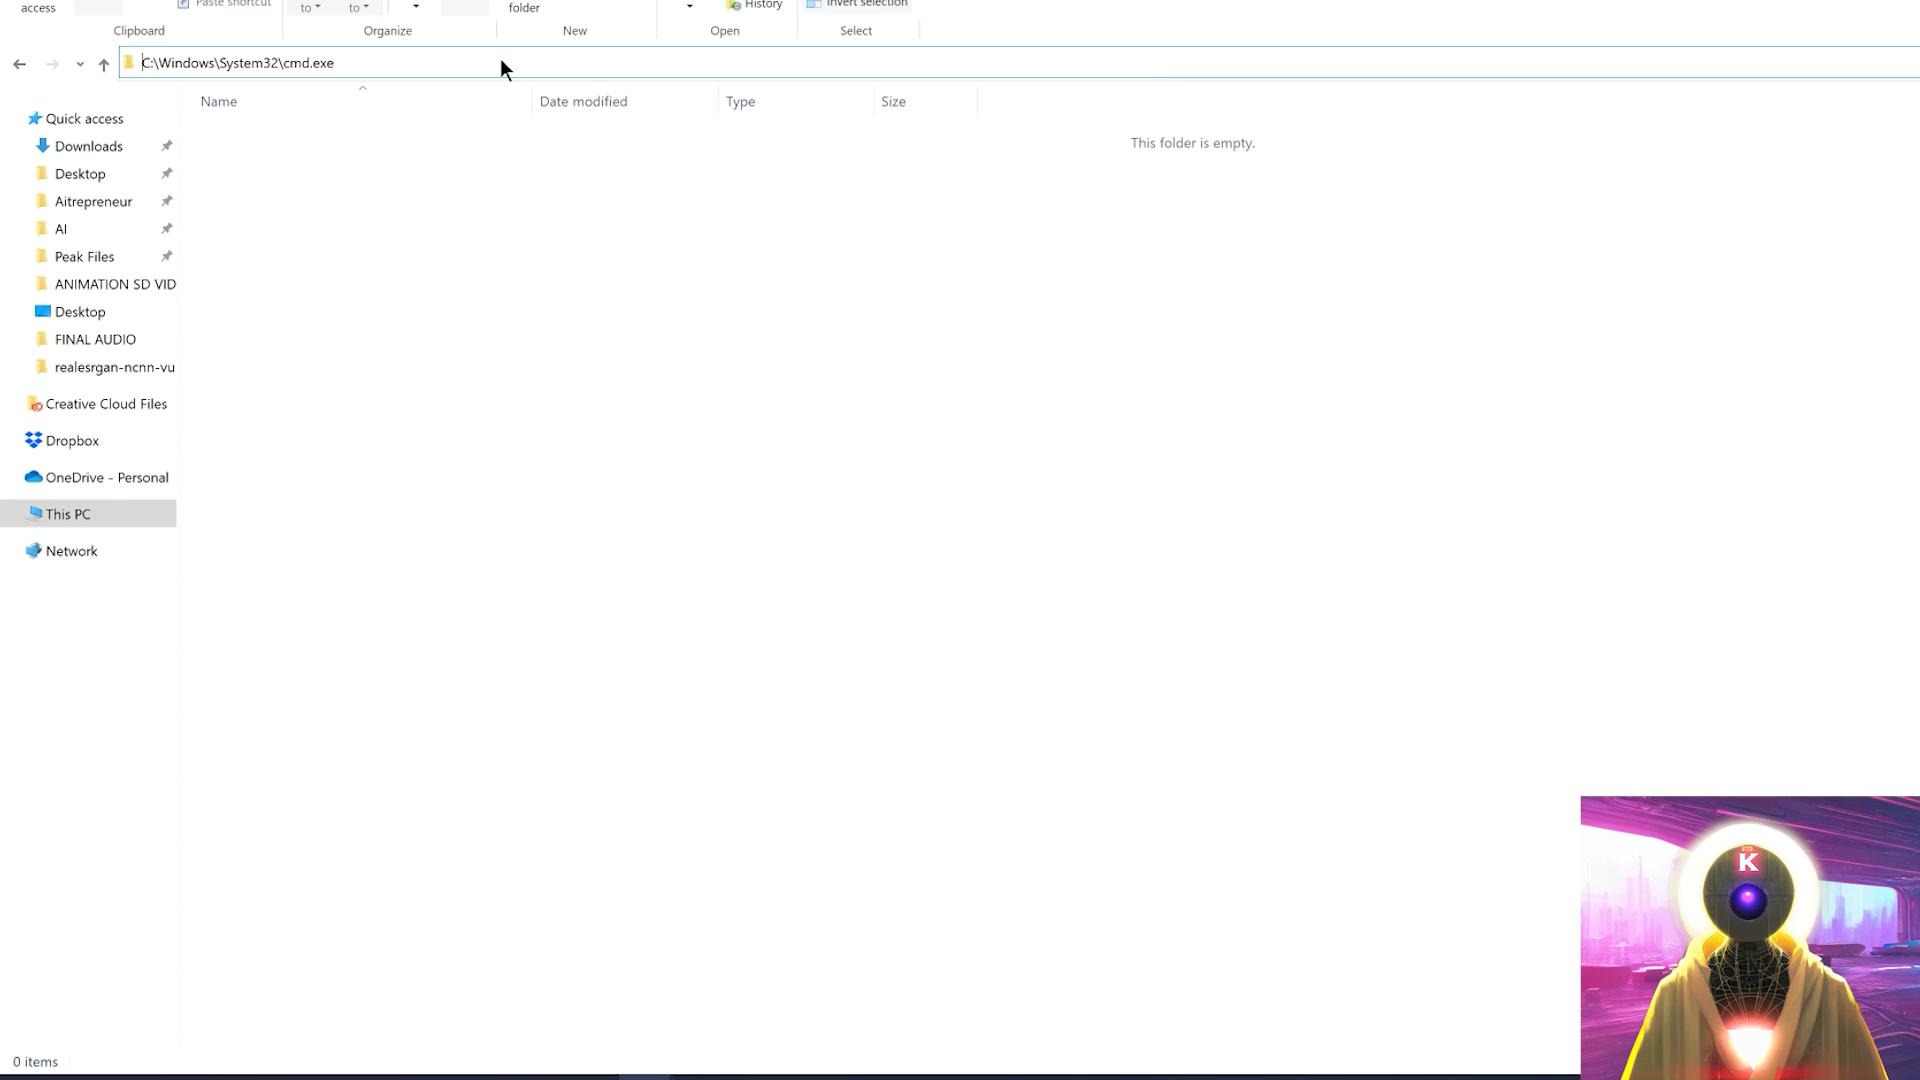 access
Paste shortcut
to
to
folder
History
Invert selection
Clipboard
Organize
New
Open
Select
C:\Windows\System32\cmd.exe
Name
Date modified
Type
Size
This folder is empty.
Quick access
Downloads
Desktop
Aitrepreneur
AI
Peak Files
ANIMATION SD VID
Desktop
FINAL AUDIO
realesrgan-ncnn-vu
Creative Cloud Files
Dropbox
OneDrive - Personal
This PC
Network
K
0 items